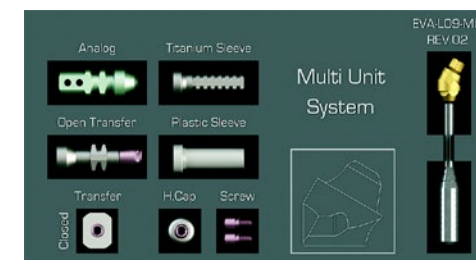 Analog
Titanium Sleeve
EVA-LO9-M
REV 02
Multi Unit
System
Open Transfer
Plastic Sleeve
Transfer
H.Cap
Screw
Closed